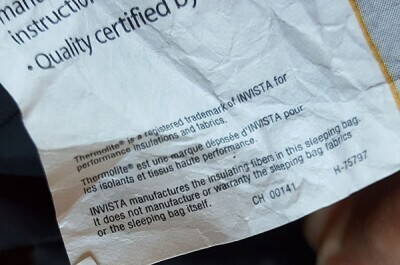 instruction
• Quality certified by
Thermolite® is a registered trademark of INVISTA for
performance insulations and fabrics.
Thermolite® est une marque déposée d'INVISTA pour
les isolants et tissus haute performance.
INVISTA manufactures the insulating fibers in this sleeping bag.
It does not manufacture or warranty the sleeping bag fabrics
or the sleeping bag itself.
CH 00141 H-75797